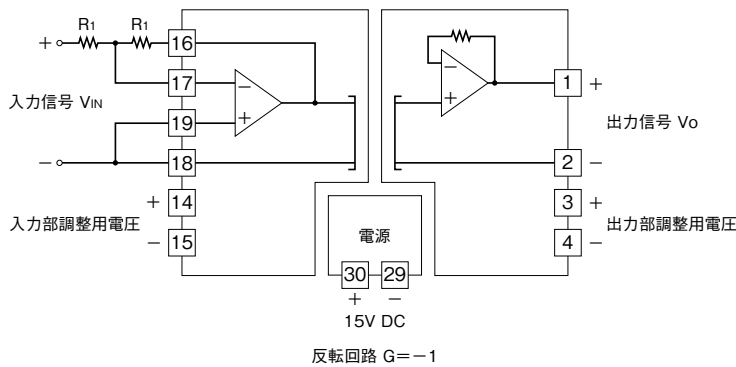 R1 R1
+ 16
17
入力信号 VIN
19
− 18
+ 14
入力部調整用電圧
− 15
−
+
−
+
1 +
出力信号 Vo
2 −
3 +
出力部調整用電圧
4 −
電源
30 29
+ −
15V DC
反転回路 G=−1